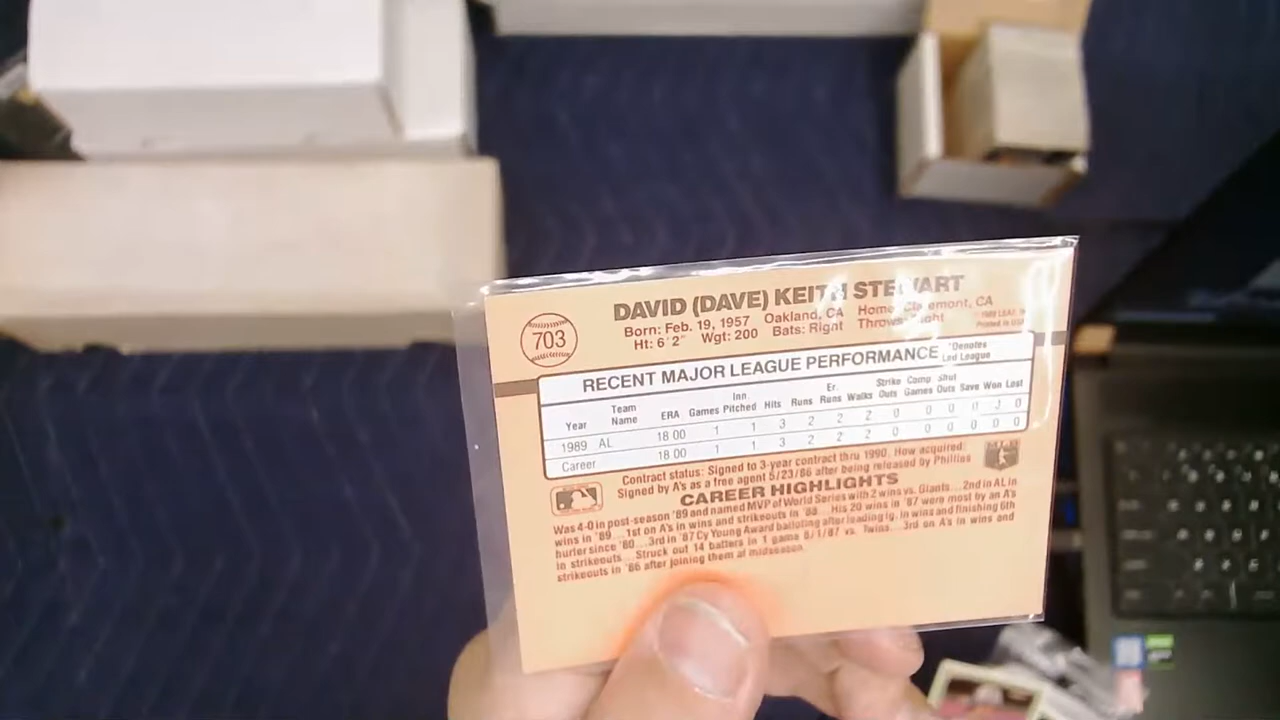 DAVID (DAVE) KEITH STEWART
Born: Feb. 19, 1957 Oakland, CA Home: Claremont, CA
Ht: 6' 2" Wgt: 200 Bats: Right Throws: Right
Printed in USA
703
RECENT MAJOR LEAGUE PERFORMANCE *Denotes Led League
Year Team Name ERA Games Inn Pitched Hits Runs Er. Runs Walks Strike Outs Comp Games Shut Outs Save Won Lost
1989 AL 18 00 1 1 3 2 2 2 0 0 0 0 0
Career 18 00 1 1 3 2 2 2 0 0 0 0 0 0
Contract status: Signed to 3-year contract thru 1990. How acquired:
Signed by A's as a free agent 5/23/86 after being released by Phillies
CAREER HIGHLIGHTS
Was 4-0 in post-season '89 and named MVP of World Series with 2 wins vs. Giants...2nd in AL in
wins in '89...1st on A's in wins and strikeouts in '88...His 20 wins in '87 were most by an A's
hurler since '80...3rd in '87 Cy Young Award balloting after leading lg. in wins and finishing 6th
in strikeouts...Struck out 14 batters in 1 game vs. Twins...3rd on A's in wins and
strikeouts in '86 after joining them at midseason.